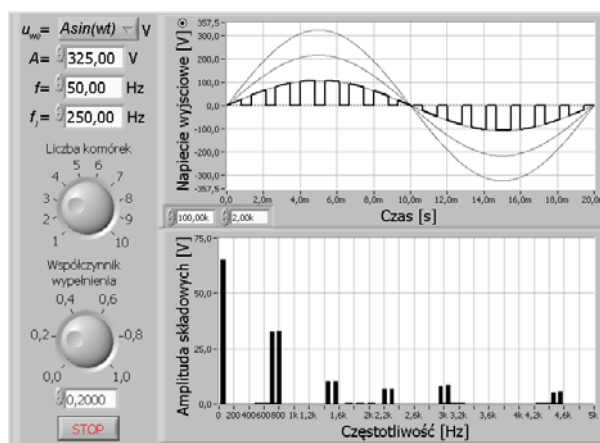 u_we= Asin(wt) V
A= 325,00 V
f= 50,00 Hz
f_i= 250,00 Hz
Liczba komórek
1 2 3 4 5 6 7 8 9 10
Współczynnik
wypełnienia
0,0 0,2 0,4 0,6 0,8 1,0
0,2000
STOP
Napiecie wyjsciowe [V]
357,5
300,0
200,0
100,0
0,0
-100,0
-200,0
-300,0
-357,5
0,0 2,0m 4,0m 6,0m 8,0m 10,0m 12,0m 14,0m 16,0m 18,0m 20,0m
100,00k 2,00k
Czas [s]
Amplituda składowych [V]
75,0
50,0
25,0
0,0
0 200 400 600 800 1k 1,2k 1,6k 2k 2,2k 2,6k 3k 3,2k 3,6k 4k 4,2k 4,6k 5k
Częstotliwość [Hz]